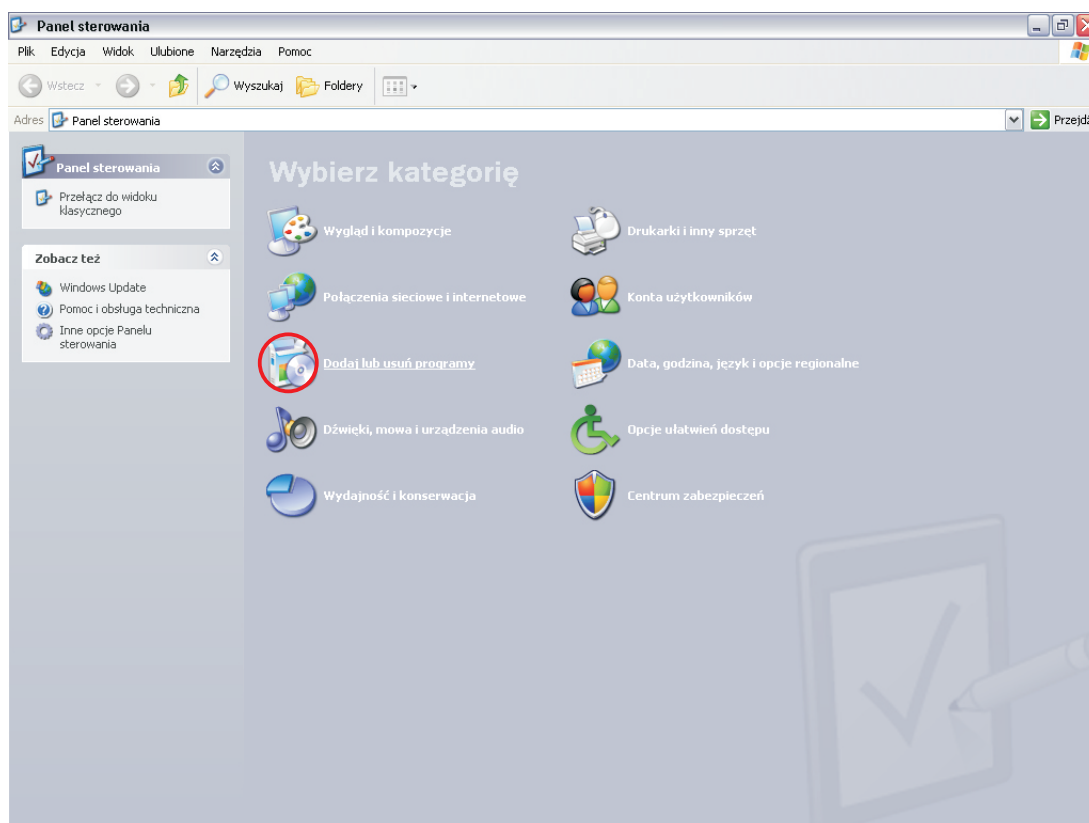 Panel sterowania
Plik Edycja Widok Ulubione Narzędzia Pomoc
Wstecz Wyszukaj Foldery
Adres Panel sterowania Przejdź
Panel sterowania
Przełącz do widoku
klasycznego
Zobacz też
Windows Update
Pomoc i obsługa techniczna
Inne opcje Panelu
sterowania
Wybierz kategorię
Wygląd i kompozycje
Drukarki i inny sprzęt
Połączenia sieciowe i internetowe
Konta użytkowników
Dodaj lub usuń programy
Data, godzina, język i opcje regionalne
Dźwięki, mowa i urządzenia audio
Opcje ułatwień dostępu
Wydajność i konserwacja
Centrum zabezpieczeń